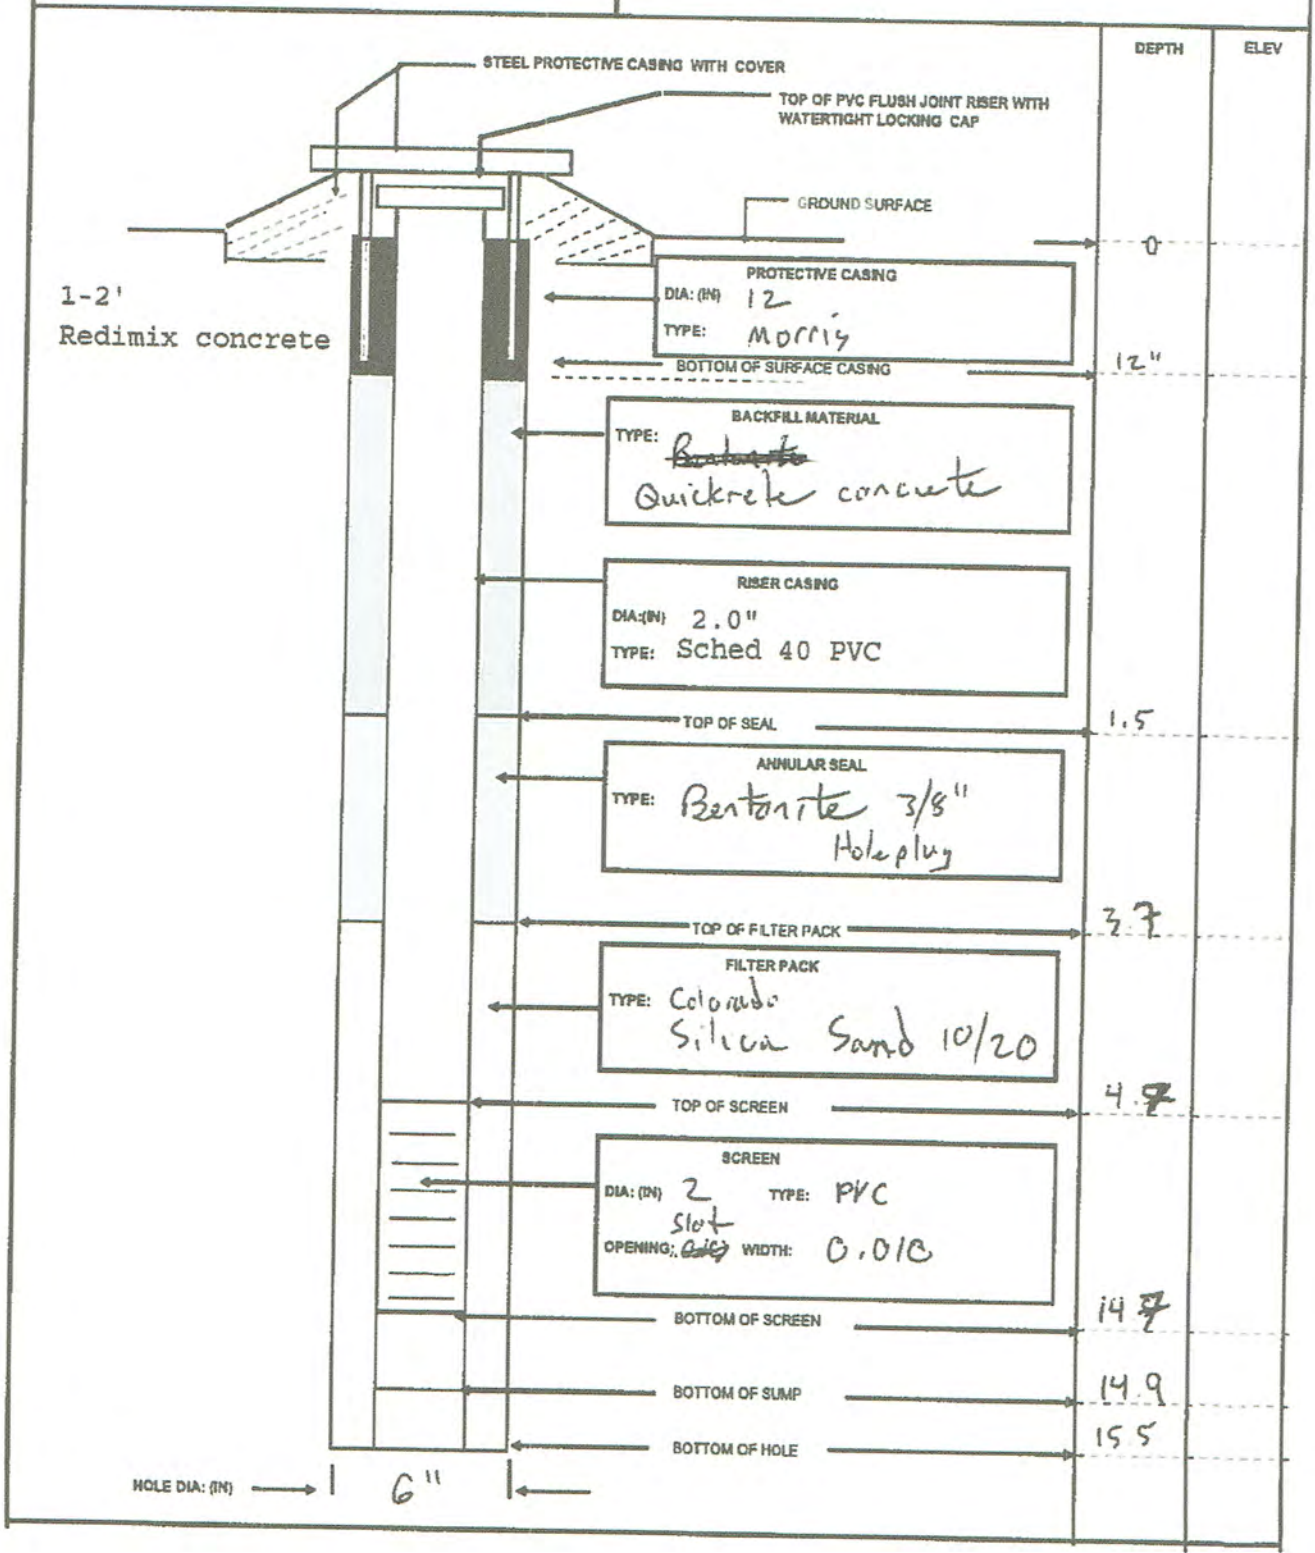 DEPTH ELEV
STEEL PROTECTIVE CASING WITH COVER
TOP OF PVC FLUSH JOINT RISER WITH
WATERTIGHT LOCKING CAP
GROUND SURFACE
0
1-2'
Redimix concrete
PROTECTIVE CASING
DIA: (IN) 12
TYPE: Morris
BOTTOM OF SURFACE CASING 12"
BACKFILL MATERIAL
TYPE: Bentonite
Quickrete concrete
RISER CASING
DIA:(IN) 2.0"
TYPE: Sched 40 PVC
TOP OF SEAL 1.5
ANNULAR SEAL
TYPE: Bentonite 3/8"
Holeplug
TOP OF FILTER PACK 3.7
FILTER PACK
TYPE: Colorado
Silica Sand 10/20
TOP OF SCREEN 4.7
SCREEN
DIA: (IN) 2 TYPE: PVC
slot
OPENING: WIDTH: 0.010
BOTTOM OF SCREEN 14.7
BOTTOM OF SUMP 14.9
BOTTOM OF HOLE 15.5
HOLE DIA: (IN) 6"